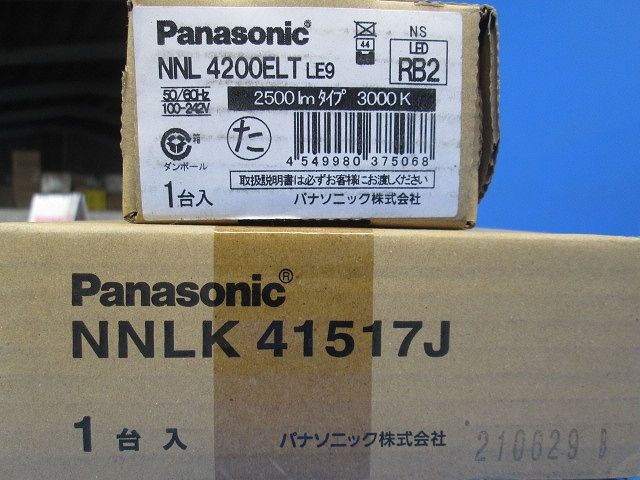 Panasonic
NS
NNL 4200ELT LE9
44
LED
RB2
50/60Hz
100-242V
2500 lm タイプ 3000 K
た
箱
ダンボール
4 549980 375068
取扱説明書は必ずお客様にお渡しください
1台入
パナソニック株式会社
Panasonic®
NNLK 41517J
1 台 入
パナソニック株式会社
210629 B